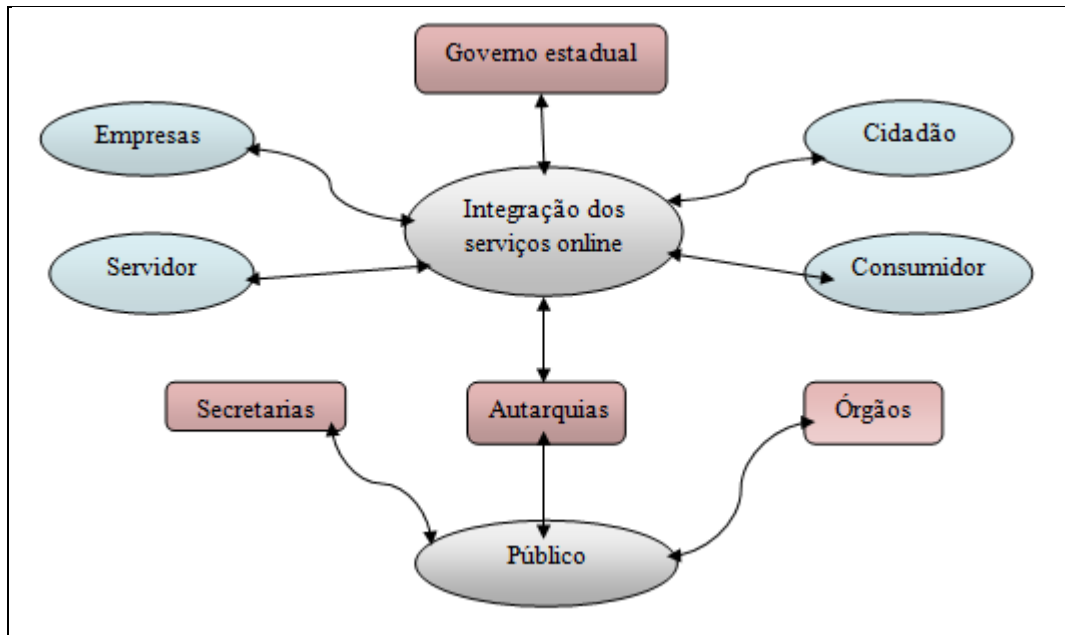 Governo estadual
Empresas
Cidadão
Integração dos
serviços online
Servidor
Consumidor
Secretarias
Autarquias
Órgãos
Público